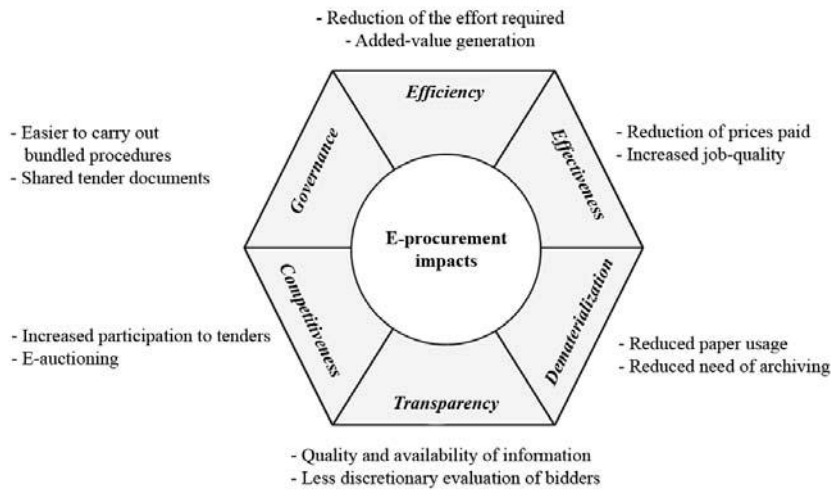 - Reduction of the effort required
- Added-value generation
Efficiency
Effectiveness
- Reduction of prices paid
- Increased job-quality
Governance
- Easier to carry out
bundled procedures
- Shared tender documents
E-procurement
impacts
Competitiveness
- Increased participation to tenders
- E-auctioning
Dematerialization
- Reduced paper usage
- Reduced need of archiving
Transparency
- Quality and availability of information
- Less discretionary evaluation of bidders